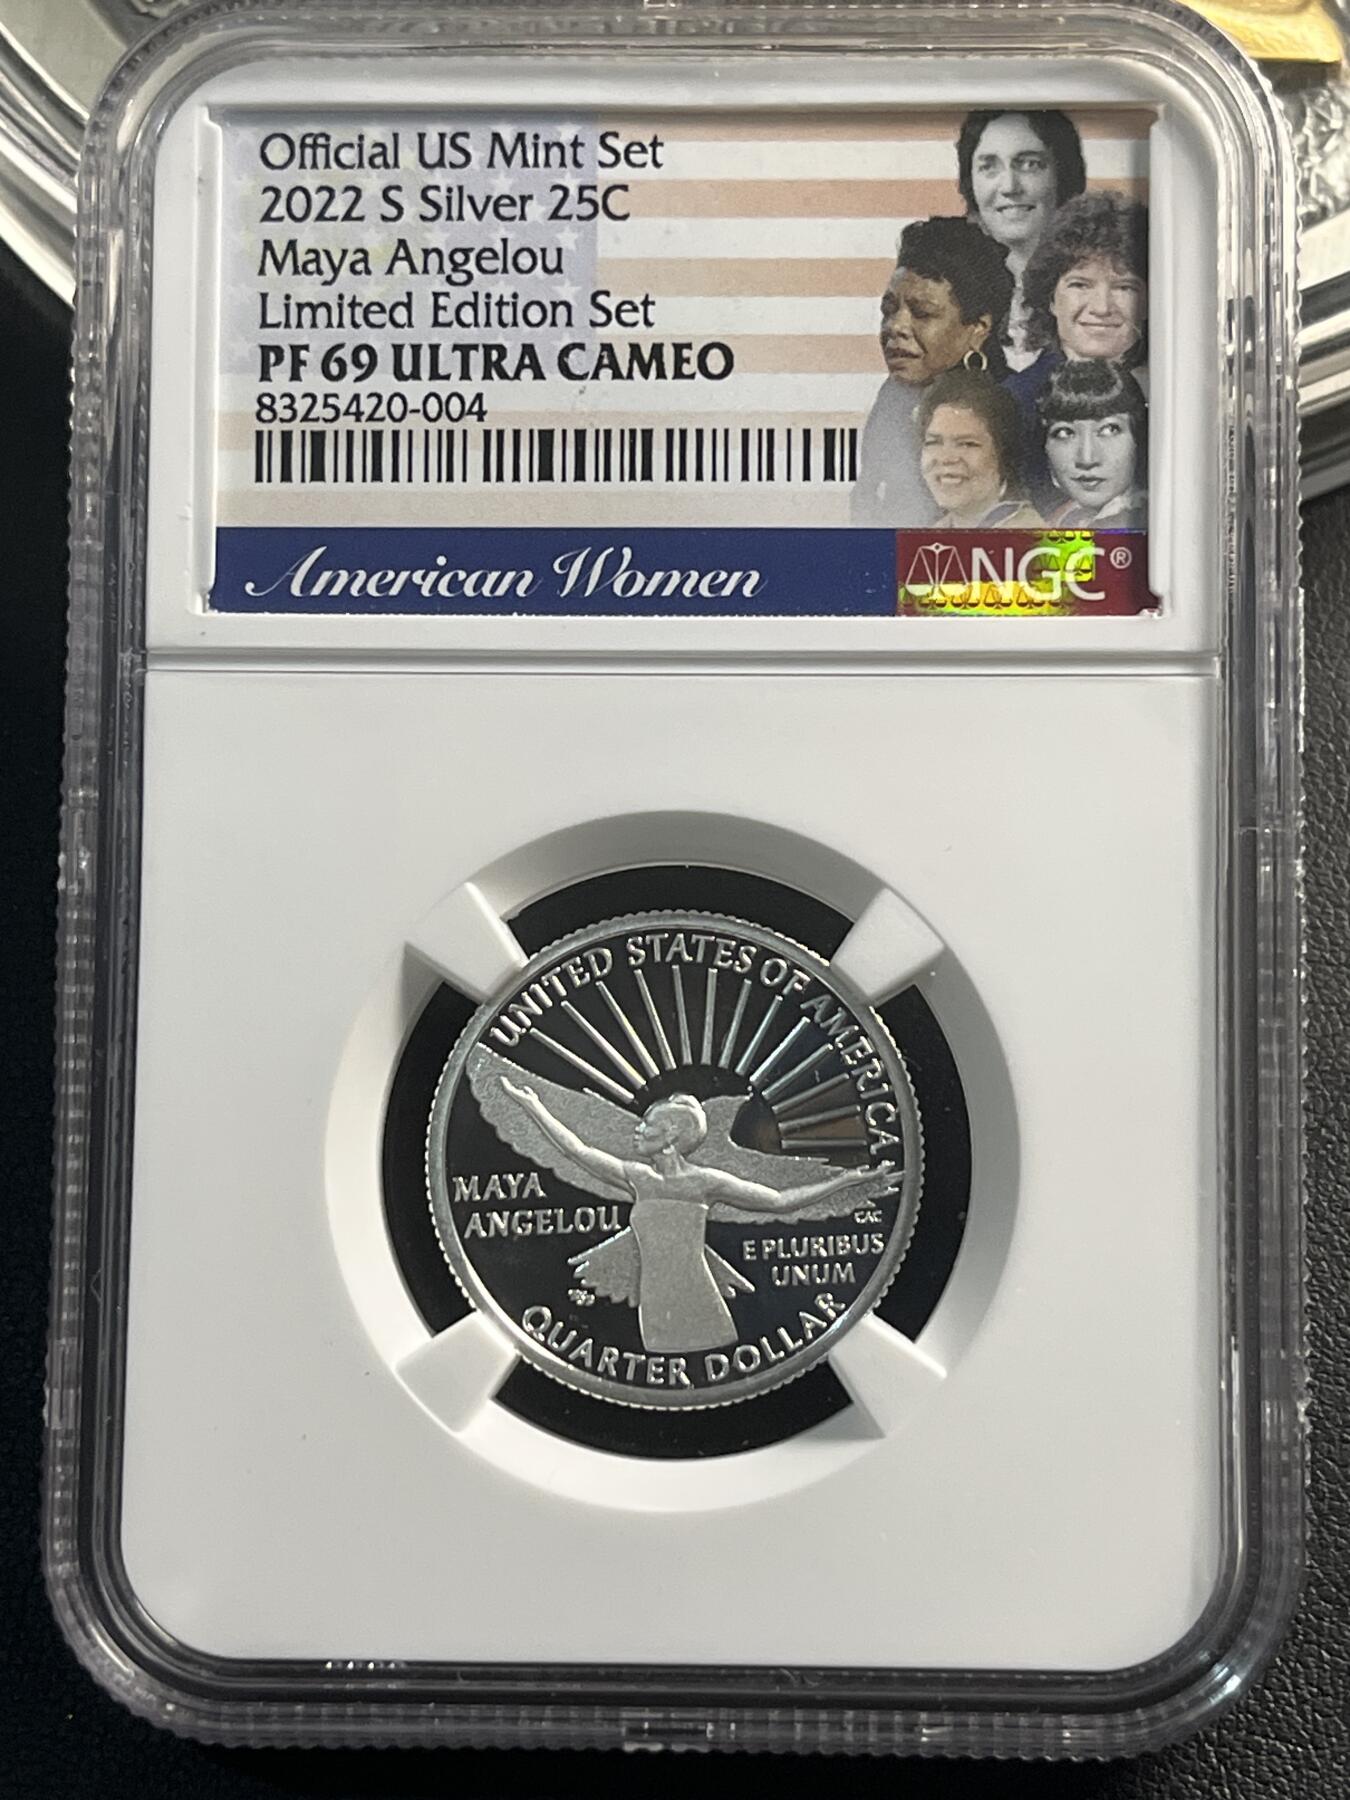 Official US Mint Set
2022 S Silver 25C
Maya Angelou
Limited Edition Set
PF 69 ULTRA CAMEO
8325420-004
American Women
NGC®
UNITED STATES OF AMERICA
MAYA
ANGELOU
CAC
E PLURIBUS
UNUM
QUARTER DOLLAR